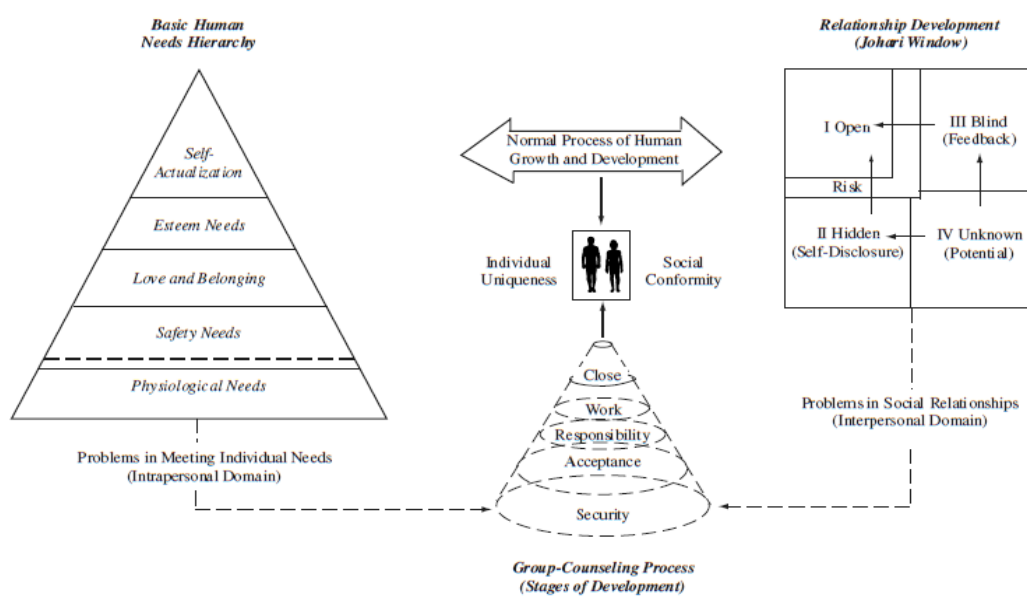 Basic Human
Needs Hierarchy
Self-
Actualization
Esteem Needs
Love and Belonging
Safety Needs
Physiological Needs
Problems in Meeting Individual Needs
(Intrapersonal Domain)
Normal Process of Human
Growth and Development
Individual
Uniqueness
Social
Conformity
Close
Work
Responsibility
Acceptance
Security
Group-Counseling Process
(Stages of Development)
Relationship Development
(Johari Window)
I Open
III Blind
(Feedback)
Risk
II Hidden
(Self-Disclosure)
IV Unknown
(Potential)
Problems in Social Relationships
(Interpersonal Domain)